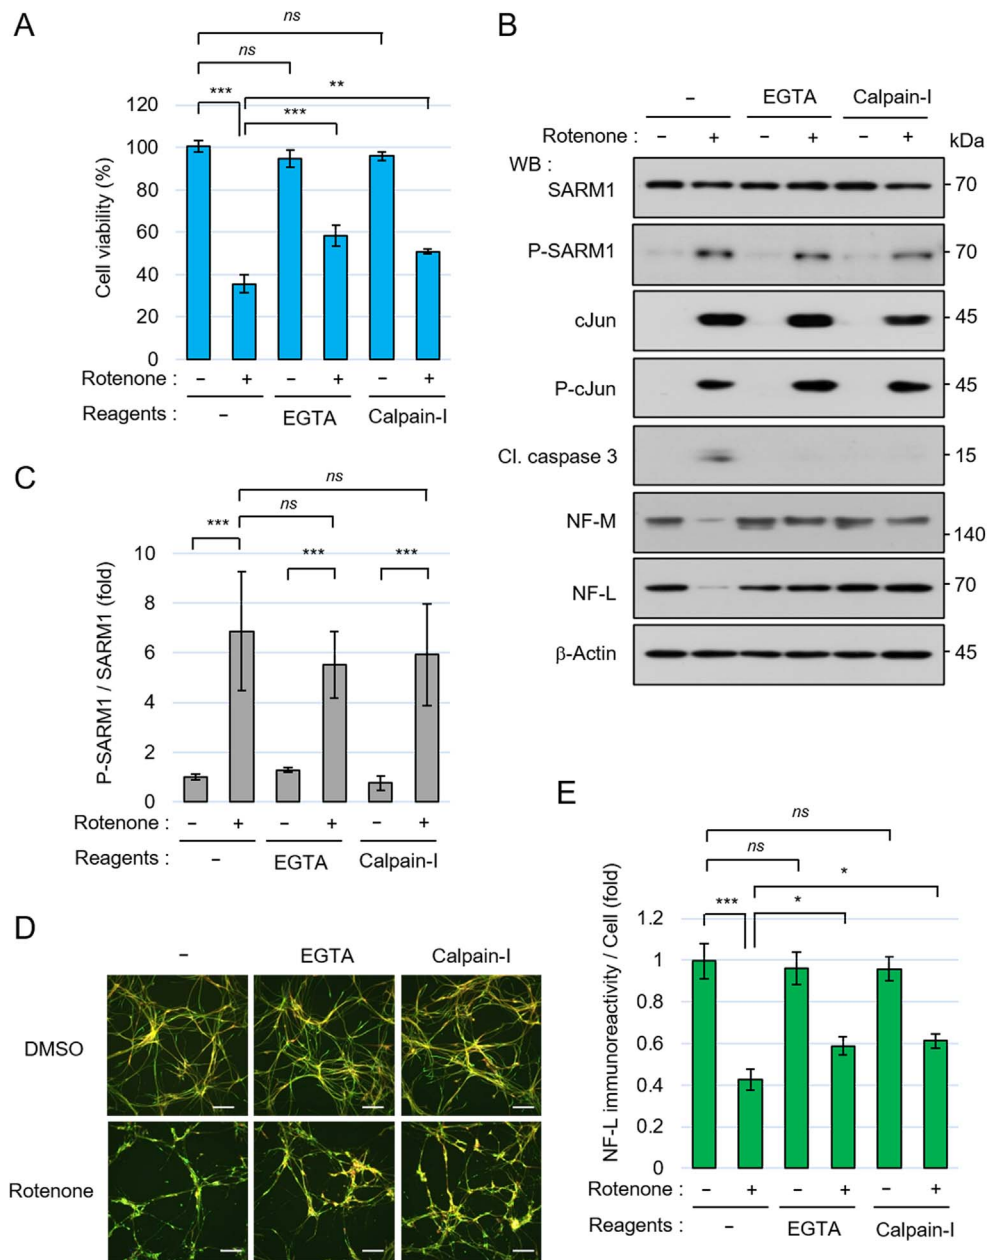 A
ns
ns
*** **
***
120
100
80
60
40
20
0
Cell viability (%)
Rotenone : – + – + – +
Reagents : – EGTA Calpain-I
B
– EGTA Calpain-I
Rotenone : – + – + – + kDa
WB :
SARM1 70
P-SARM1 70
cJun 45
P-cJun 45
Cl. caspase 3 15
NF-M 140
NF-L 70
β-Actin 45
C
ns
ns
***
*** ***
10
8
6
4
2
0
P-SARM1 / SARM1 (fold)
Rotenone : – + – + – +
Reagents : – EGTA Calpain-I
D
– EGTA Calpain-I
DMSO
Rotenone
E
ns
ns
*
*** *
1.2
1
0.8
0.6
0.4
0.2
0
NF-L immunoreactivity / Cell (fold)
Rotenone : – + – + – +
Reagents : – EGTA Calpain-I